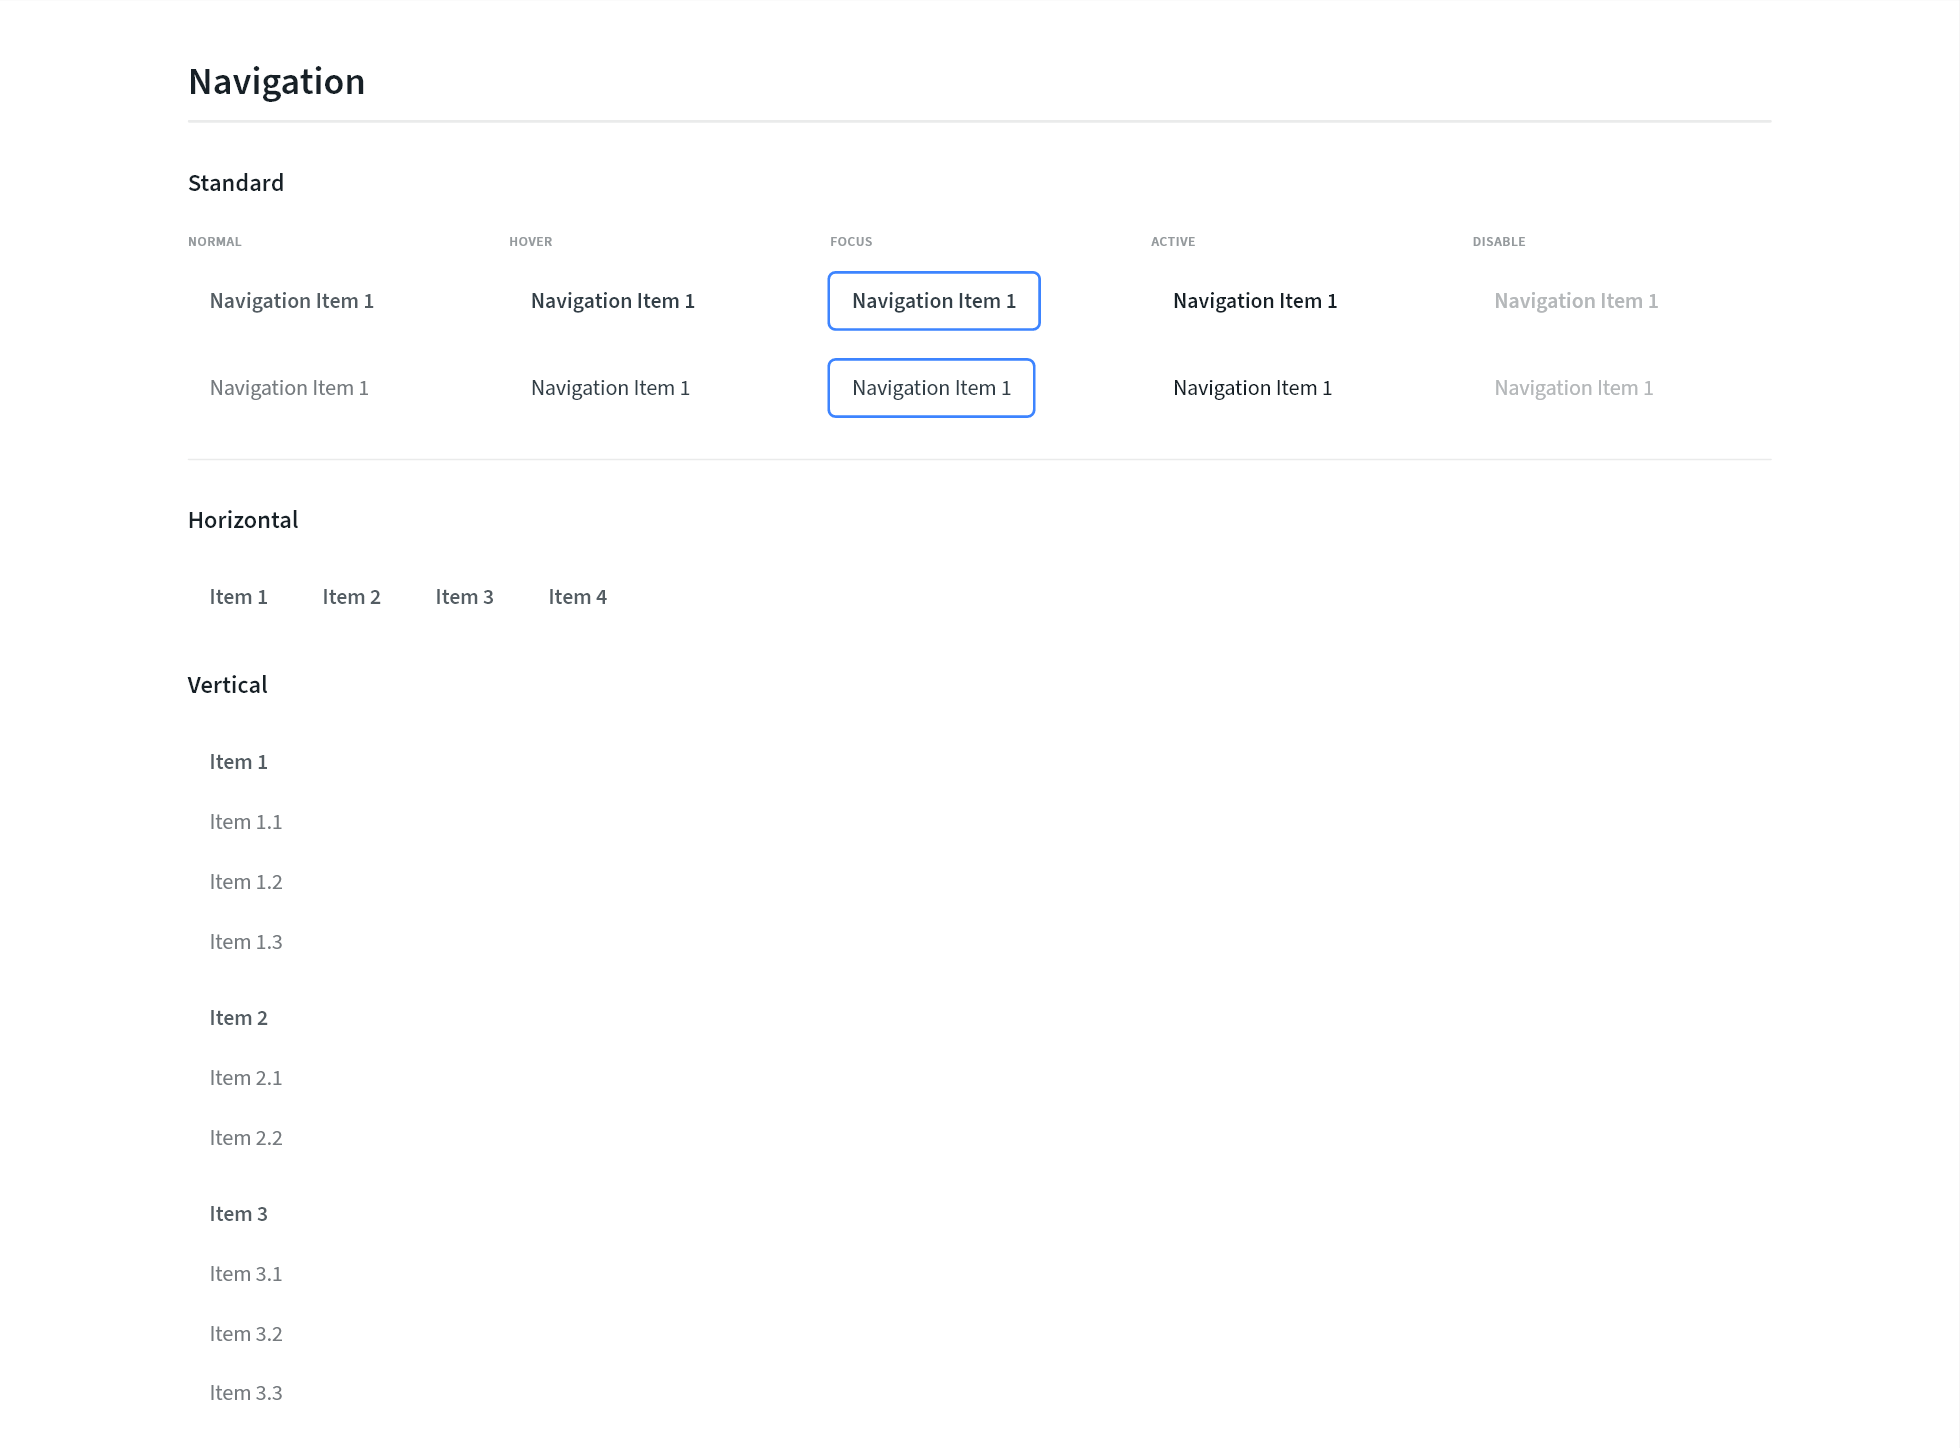 Navigation
Standard
NORMAL HOVER FOCUS ACTIVE DISABLE
Navigation Item 1 Navigation Item 1 Navigation Item 1 Navigation Item 1 Navigation Item 1
Navigation Item 1 Navigation Item 1 Navigation Item 1 Navigation Item 1 Navigation Item 1
Horizontal
Item 1 Item 2 Item 3 Item 4
Vertical
Item 1
Item 1.1
Item 1.2
Item 1.3
Item 2
Item 2.1
Item 2.2
Item 3
Item 3.1
Item 3.2
Item 3.3